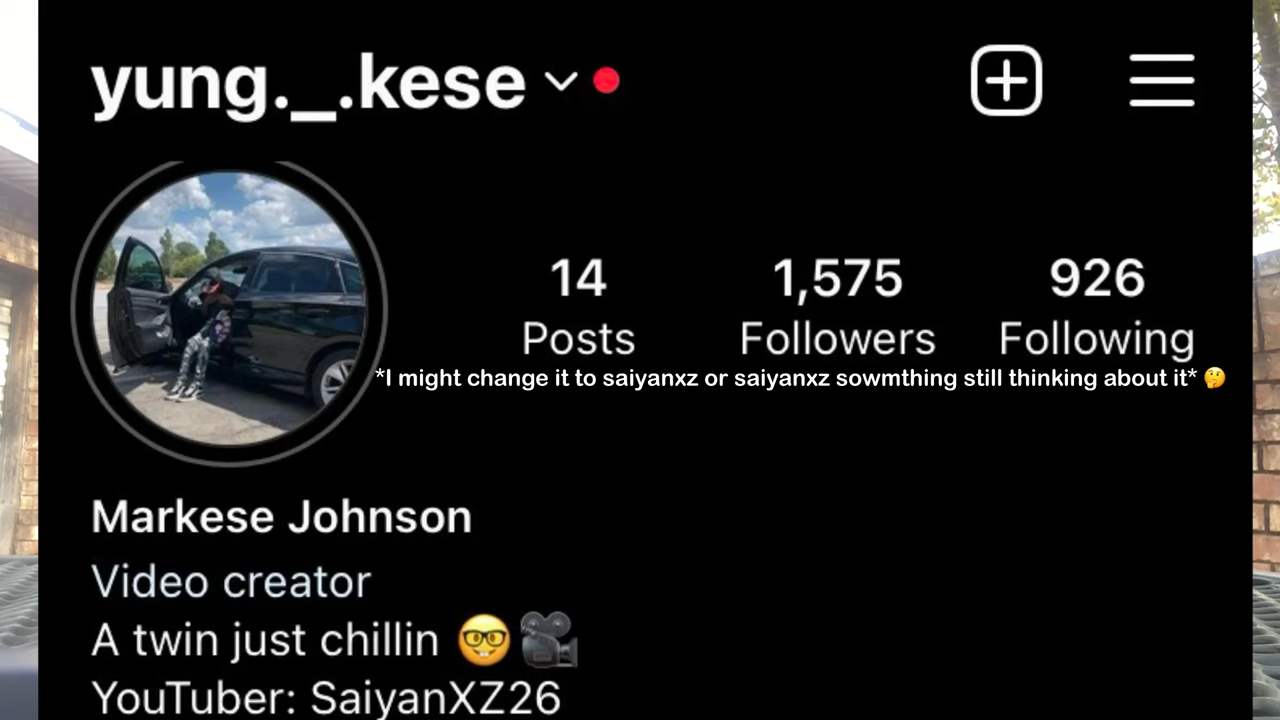 yung._.kese
14 1,575 926
Posts Followers Following
*I might change it to saiyanxz or saiyanxz sowmthing still thinking about it* 🤔
Markese Johnson
Video creator
A twin just chillin 🤓🎥
YouTuber: SaiyanXZ26